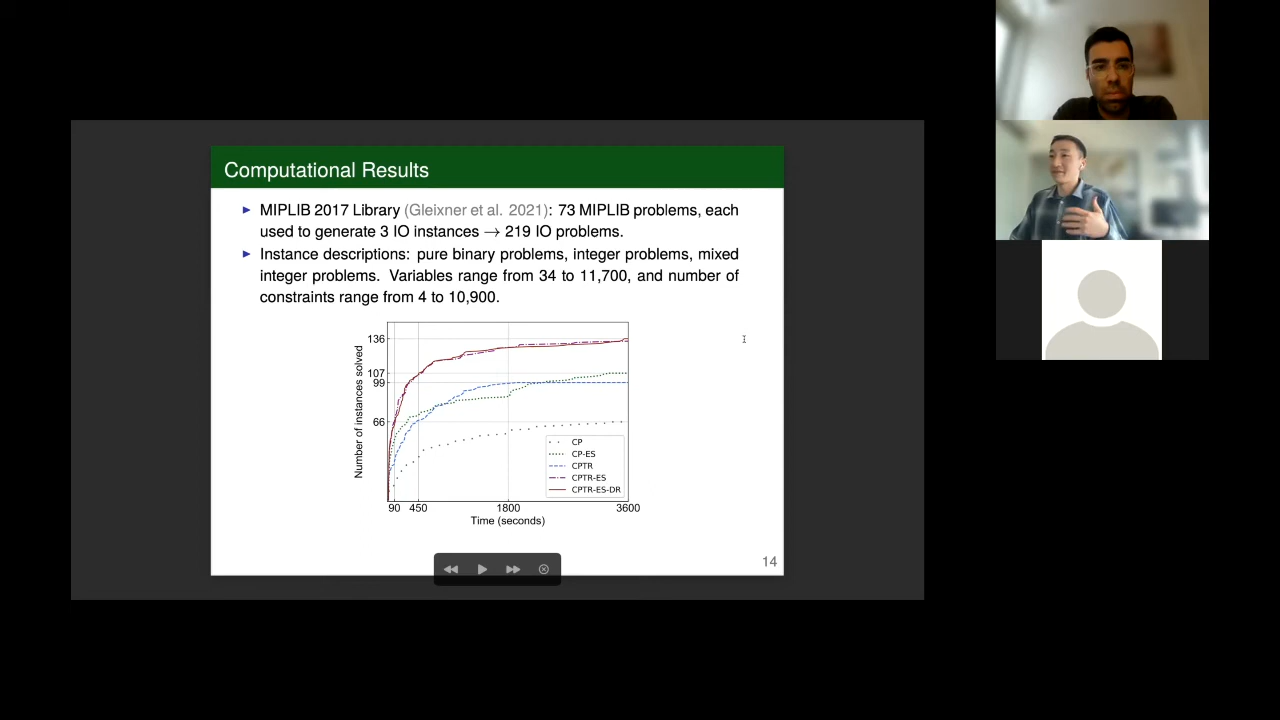 Computational Results
▶ MIPLIB 2017 Library (Gleixner et al. 2021): 73 MIPLIB problems, each
used to generate 3 IO instances → 219 IO problems.
▶ Instance descriptions: pure binary problems, integer problems, mixed
integer problems. Variables range from 34 to 11,700, and number of
constraints range from 4 to 10,900.
Number of instances solved
136
107
99
66
CP
CP-ES
CPTR
CPTR-ES
CPTR-ES-DR
90 450 1800 3600
Time (seconds)
14